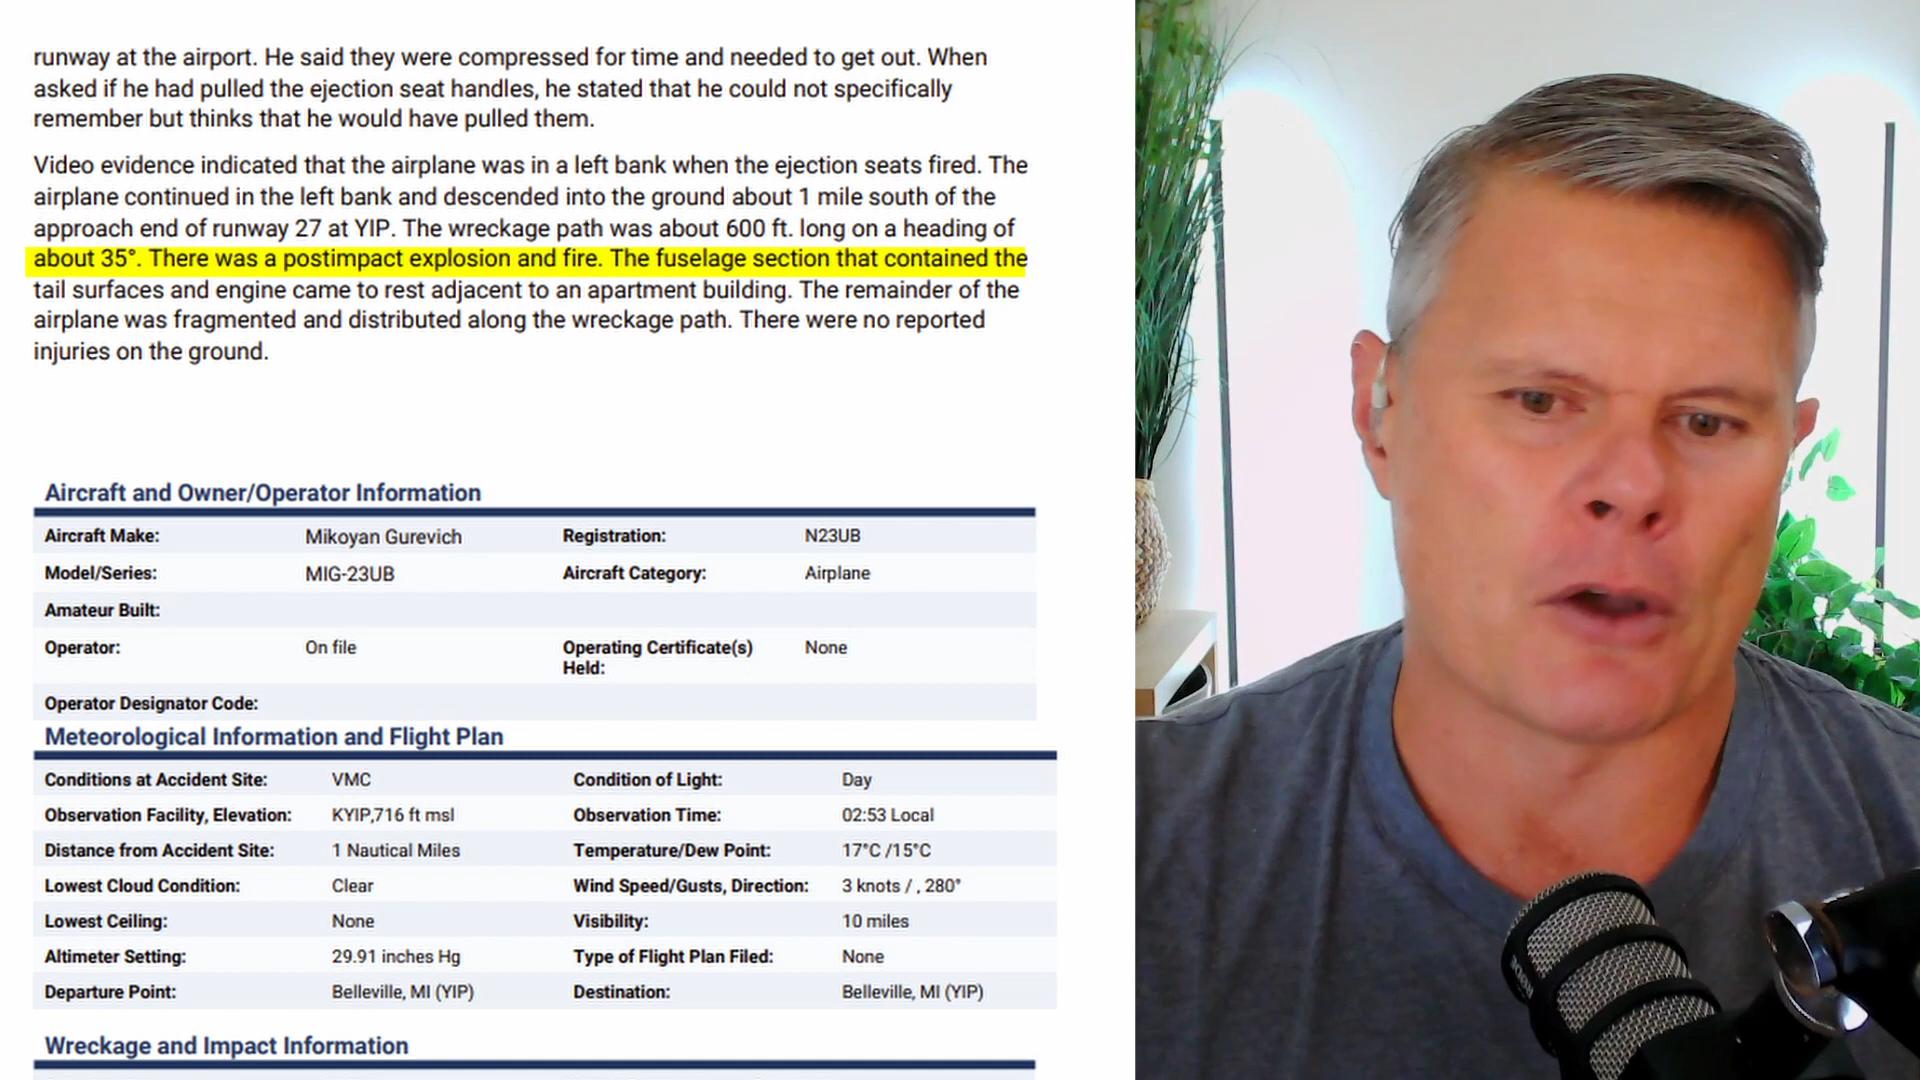 runway at the airport. He said they were compressed for time and needed to get out. When
asked if he had pulled the ejection seat handles, he stated that he could not specifically
remember but thinks that he would have pulled them.
Video evidence indicated that the airplane was in a left bank when the ejection seats fired. The
airplane continued in the left bank and descended into the ground about 1 mile south of the
approach end of runway 27 at YIP. The wreckage path was about 600 ft. long on a heading of
about 35°. There was a postimpact explosion and fire. The fuselage section that contained the
tail surfaces and engine came to rest adjacent to an apartment building. The remainder of the
airplane was fragmented and distributed along the wreckage path. There were no reported
injuries on the ground.
Aircraft and Owner/Operator Information
Aircraft Make: Mikoyan Gurevich Registration: N23UB
Model/Series: MIG-23UB Aircraft Category: Airplane
Amateur Built:
Operator: On file Operating Certificate(s) None
Held:
Operator Designator Code:
Meteorological Information and Flight Plan
Conditions at Accident Site: VMC Condition of Light: Day
Observation Facility, Elevation: KYIP,716 ft msl Observation Time: 02:53 Local
Distance from Accident Site: 1 Nautical Miles Temperature/Dew Point: 17°C /15°C
Lowest Cloud Condition: Clear Wind Speed/Gusts, Direction: 3 knots / , 280°
Lowest Ceiling: None Visibility: 10 miles
Altimeter Setting: 29.91 inches Hg Type of Flight Plan Filed: None
Departure Point: Belleville, MI (YIP) Destination: Belleville, MI (YIP)
Wreckage and Impact Information
RODE